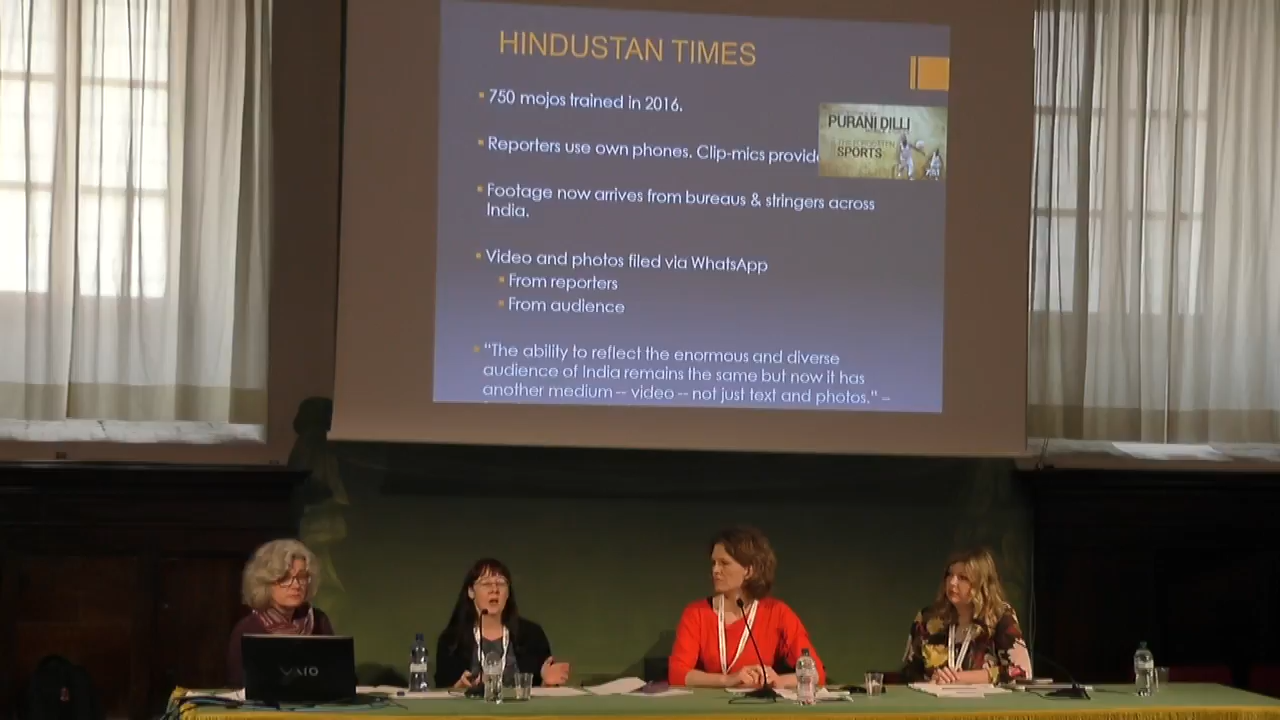 HINDUSTAN TIMES
750 mojos trained in 2016.
Reporters use own phones. Clip-mics provide
PURANI DILLI
SPORTS
Footage now arrives from bureaus & stringers across
India.
Video and photos filed via WhatsApp
From reporters
From audience
"The ability to reflect the enormous and diverse
audience of India remains the same but now it has
another medium -- video -- not just text and photos." –
VAIO